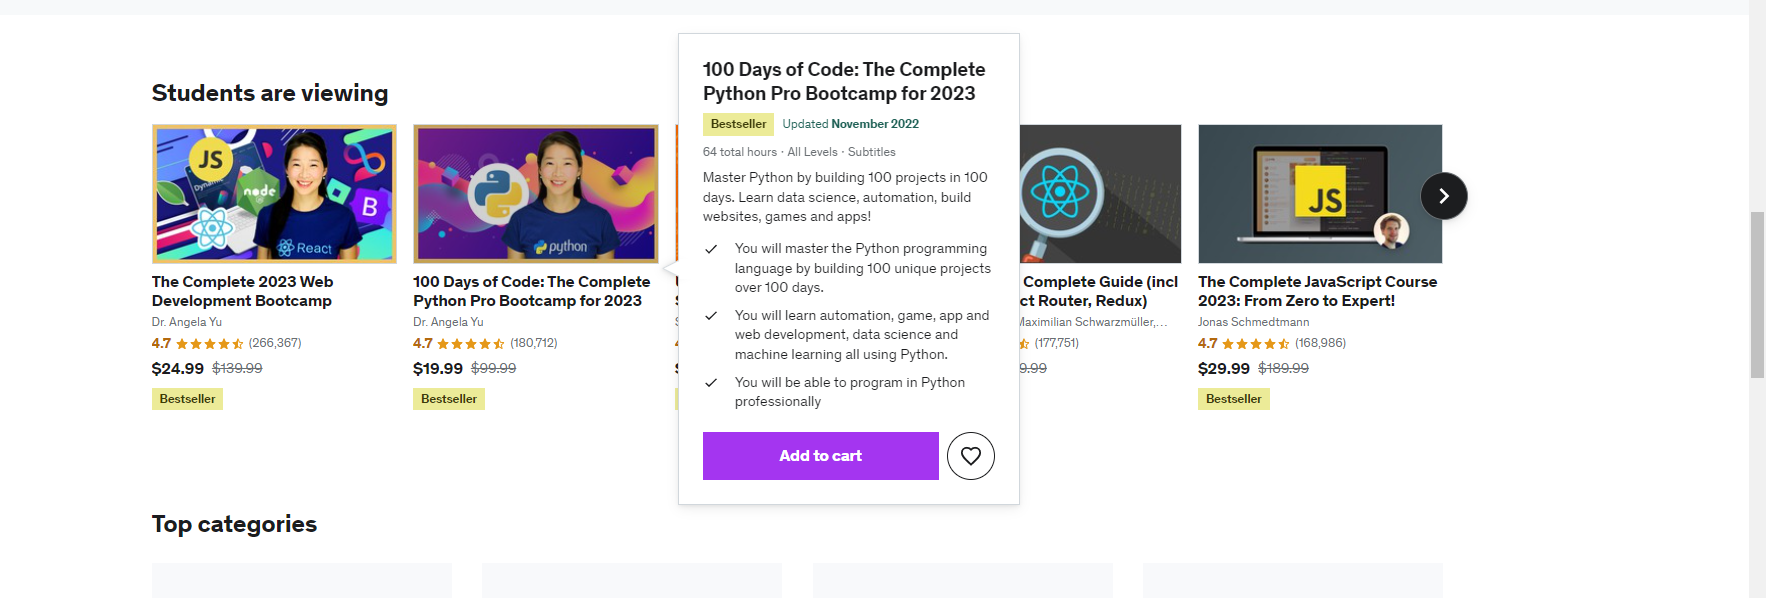 Students are viewing
JS
node
React
B
The Complete 2023 Web
Development Bootcamp
Dr. Angela Yu
4.7 (266,367)
$24.99 $139.99
Bestseller
python
100 Days of Code: The Complete
Python Pro Bootcamp for 2023
Dr. Angela Yu
4.7 (180,712)
$19.99 $99.99
Bestseller
100 Days of Code: The Complete
Python Pro Bootcamp for 2023
Bestseller Updated November 2022
64 total hours · All Levels · Subtitles
Master Python by building 100 projects in 100
days. Learn data science, automation, build
websites, games and apps!
You will master the Python programming
language by building 100 unique projects
over 100 days.
You will learn automation, game, app and
web development, data science and
machine learning all using Python.
You will be able to program in Python
professionally
Add to cart
Complete Guide (incl
ct Router, Redux)
Maximilian Schwarzmüller,...
(177,751)
9.99
JS
The Complete JavaScript Course
2023: From Zero to Expert!
Jonas Schmedtmann
4.7 (168,986)
$29.99 $189.99
Bestseller
Top categories